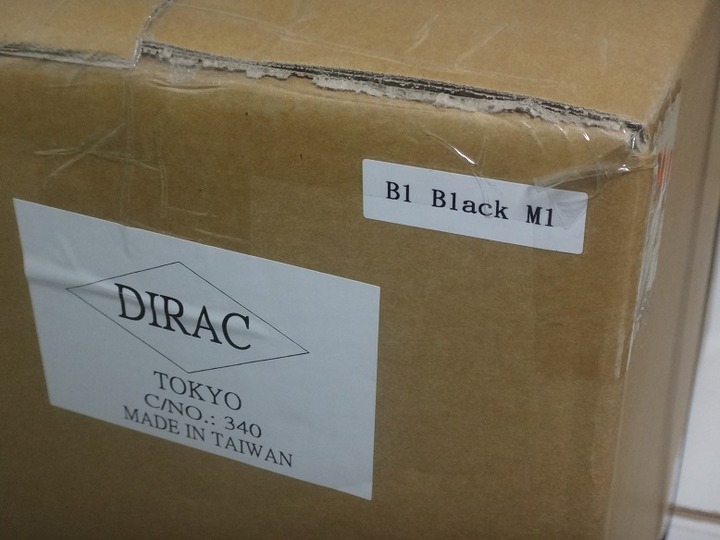 B1 Black M1
DIRAC
TOKYO
C/NO.: 340
MADE IN TAIWAN